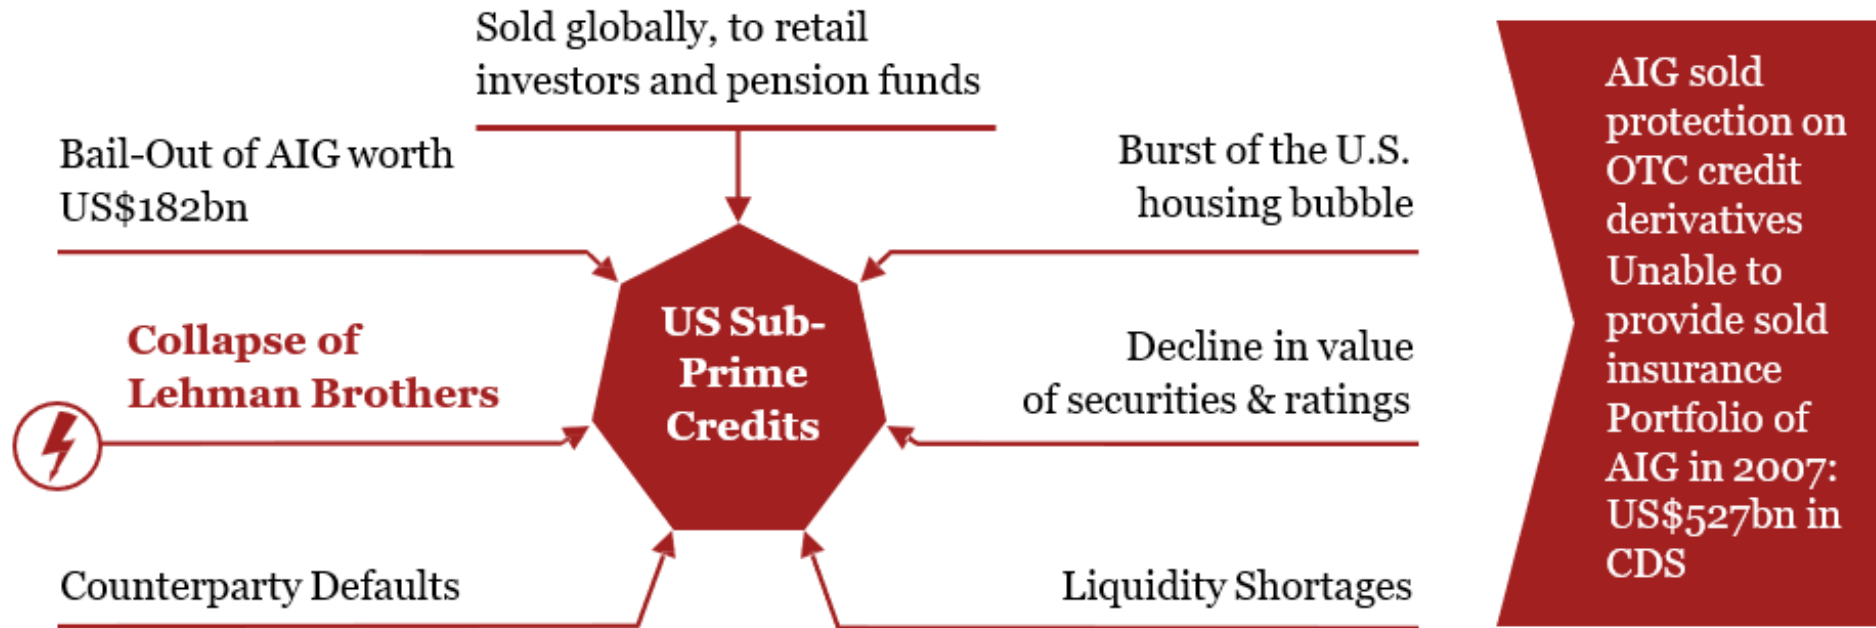 Sold globally, to retail
investors and pension funds
Bail-Out of AIG worth
US$182bn
Burst of the U.S.
housing bubble
Collapse of
Lehman Brothers
US Sub-
Prime
Credits
Decline in value
of securities & ratings
Counterparty Defaults
Liquidity Shortages
AIG sold
protection on
OTC credit
derivatives
Unable to
provide sold
insurance
Portfolio of
AIG in 2007:
US$527bn in
CDS